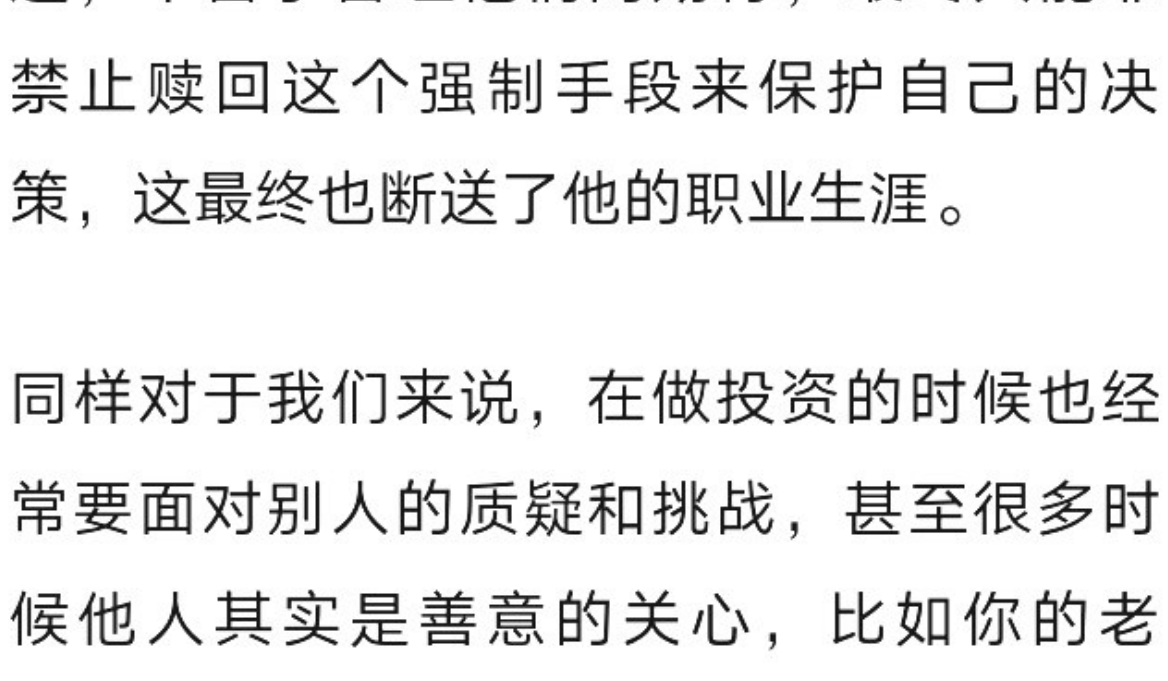 禁止赎回这个强制手段来保护自己的决
策，这最终也断送了他的职业生涯。
同样对于我们来说，在做投资的时候也经
常要面对别人的质疑和挑战，甚至很多时
候他人其实是善意的关心，比如你的老